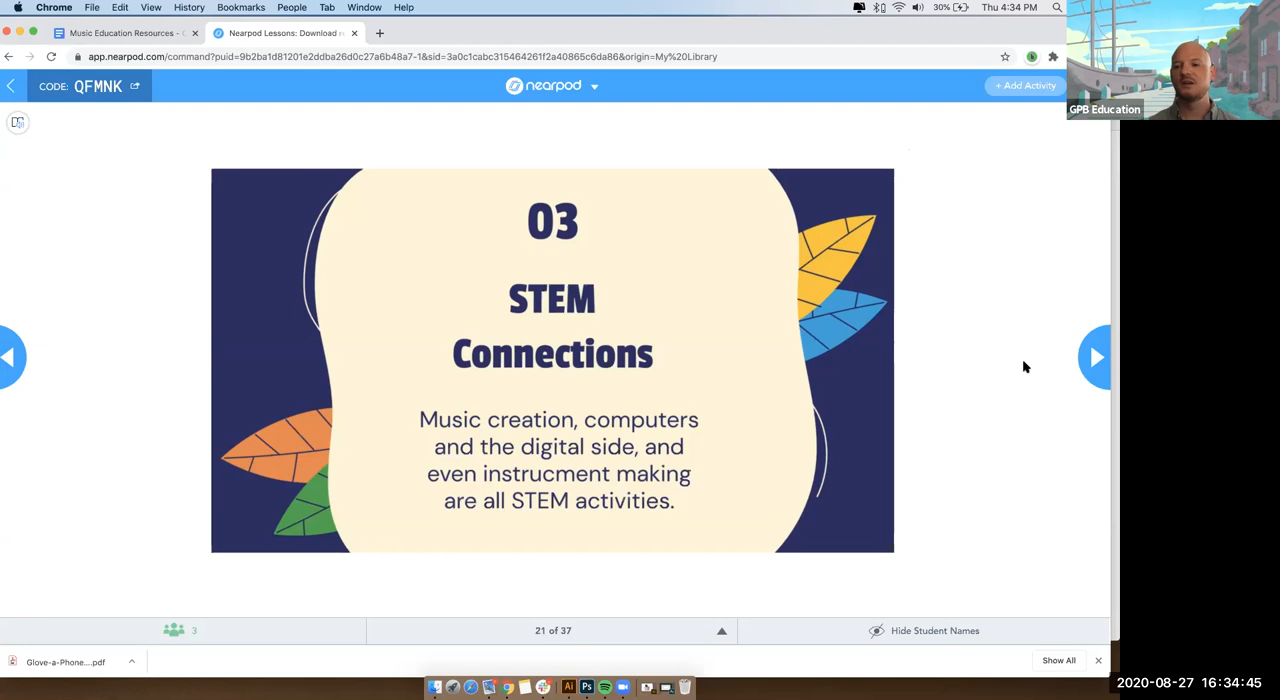 Chrome File Edit View History Bookmarks People Tab Window Help 30% Thu 4:34 PM
Music Education Resources - Nearpod Lessons: Download
app.nearpod.com/command?puid=9b2ba1d81201e2ddba26d0c27a6b48a7-1&sid=3a0c1cabc315464261f2a40865c6da86&origin=My%20Library
CODE: QFMNK nearpod + Add Activity
GPB Education
03
STEM
Connections
Music creation, computers
and the digital side, and
even instrucment making
are all STEM activities.
3 21 of 37 Hide Student Names
Glove-a-Phone....pdf Show All
Ai Ps
2020-08-27 16:34:45